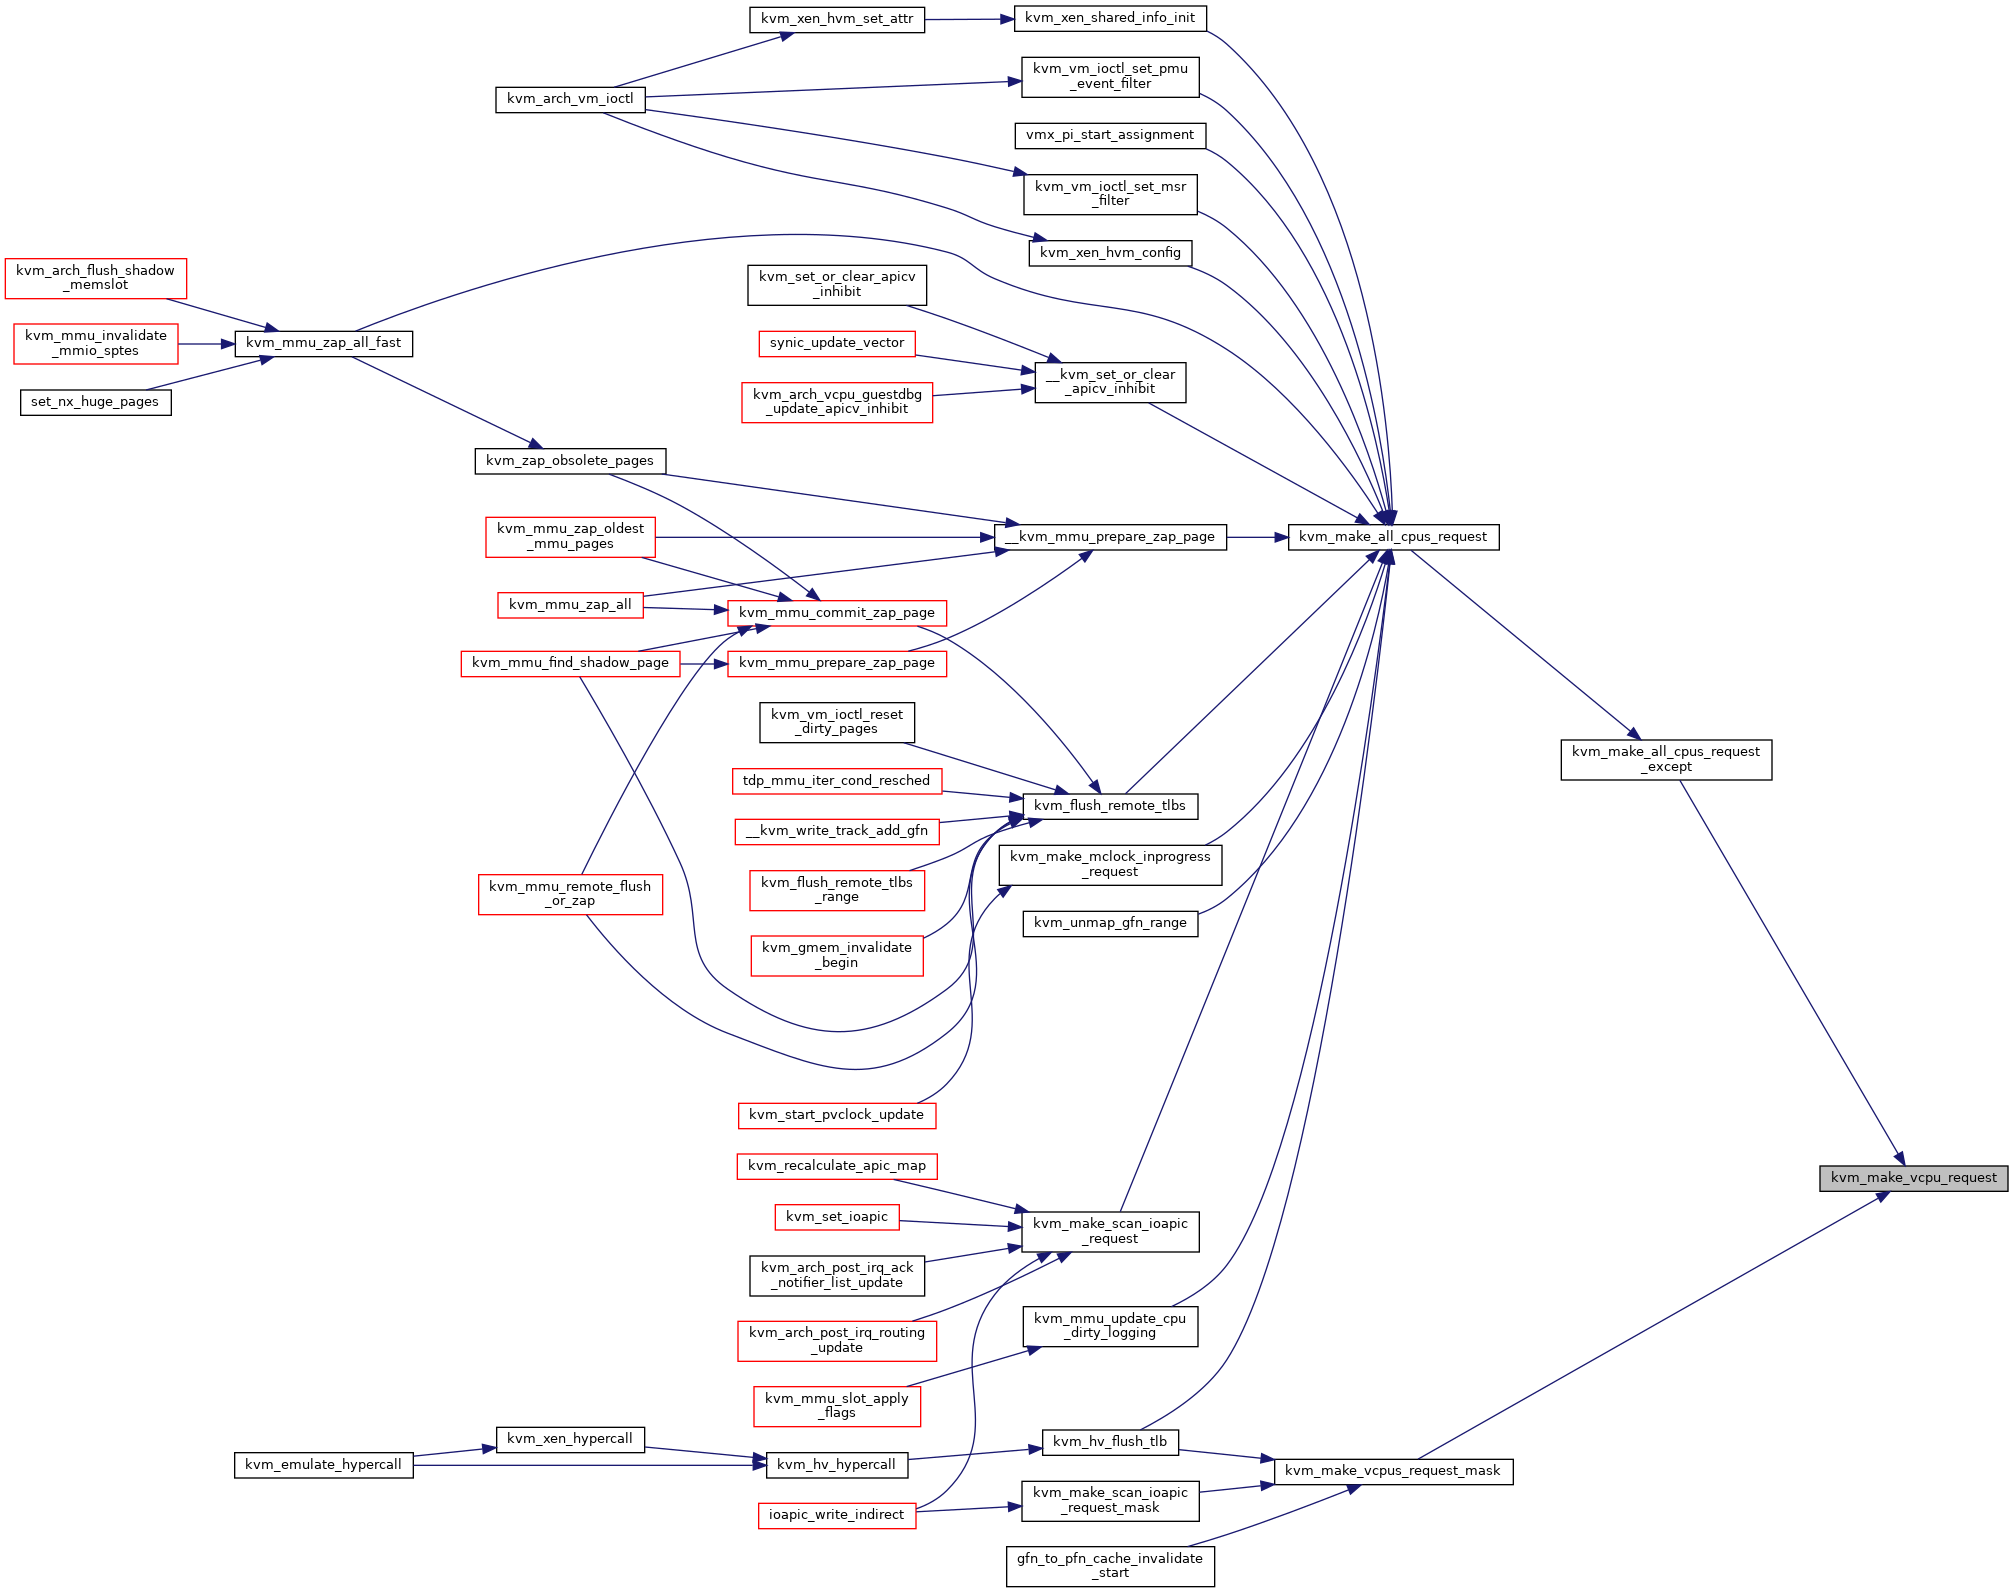 kvm_xen_hvm_set_attr
kvm_xen_shared_info_init
kvm_vm_ioctl_set_pmu
_event_filter
kvm_arch_vm_ioctl
vmx_pi_start_assignment
kvm_vm_ioctl_set_msr
_filter
kvm_xen_hvm_config
kvm_arch_flush_shadow
_memslot
kvm_set_or_clear_apicv
_inhibit
kvm_mmu_invalidate
_mmio_sptes
kvm_mmu_zap_all_fast
synic_update_vector
__kvm_set_or_clear
_apicv_inhibit
set_nx_huge_pages
kvm_arch_vcpu_guestdbg
_update_apicv_inhibit
kvm_zap_obsolete_pages
kvm_mmu_zap_oldest
_mmu_pages
__kvm_mmu_prepare_zap_page
kvm_make_all_cpus_request
kvm_mmu_zap_all
kvm_mmu_commit_zap_page
kvm_mmu_find_shadow_page
kvm_mmu_prepare_zap_page
kvm_vm_ioctl_reset
_dirty_pages
kvm_make_all_cpus_request
_except
tdp_mmu_iter_cond_resched
kvm_flush_remote_tlbs
__kvm_write_track_add_gfn
kvm_make_mclock_inprogress
_request
kvm_mmu_remote_flush
_or_zap
kvm_flush_remote_tlbs
_range
kvm_unmap_gfn_range
kvm_gmem_invalidate
_begin
kvm_start_pvclock_update
kvm_recalculate_apic_map
kvm_make_vcpu_request
kvm_set_ioapic
kvm_make_scan_ioapic
_request
kvm_arch_post_irq_ack
_notifier_list_update
kvm_arch_post_irq_routing
_update
kvm_mmu_update_cpu
_dirty_logging
kvm_mmu_slot_apply
_flags
kvm_xen_hypercall
kvm_hv_flush_tlb
kvm_emulate_hypercall
kvm_hv_hypercall
kvm_make_vcpus_request_mask
kvm_make_scan_ioapic
_request_mask
ioapic_write_indirect
gfn_to_pfn_cache_invalidate
_start